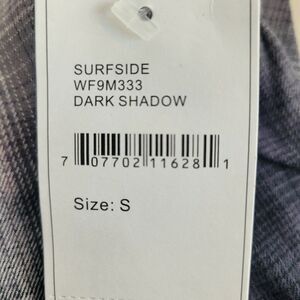 SURFSIDE
WF9M333
DARK SHADOW
7 07702 11628 1
Size: S